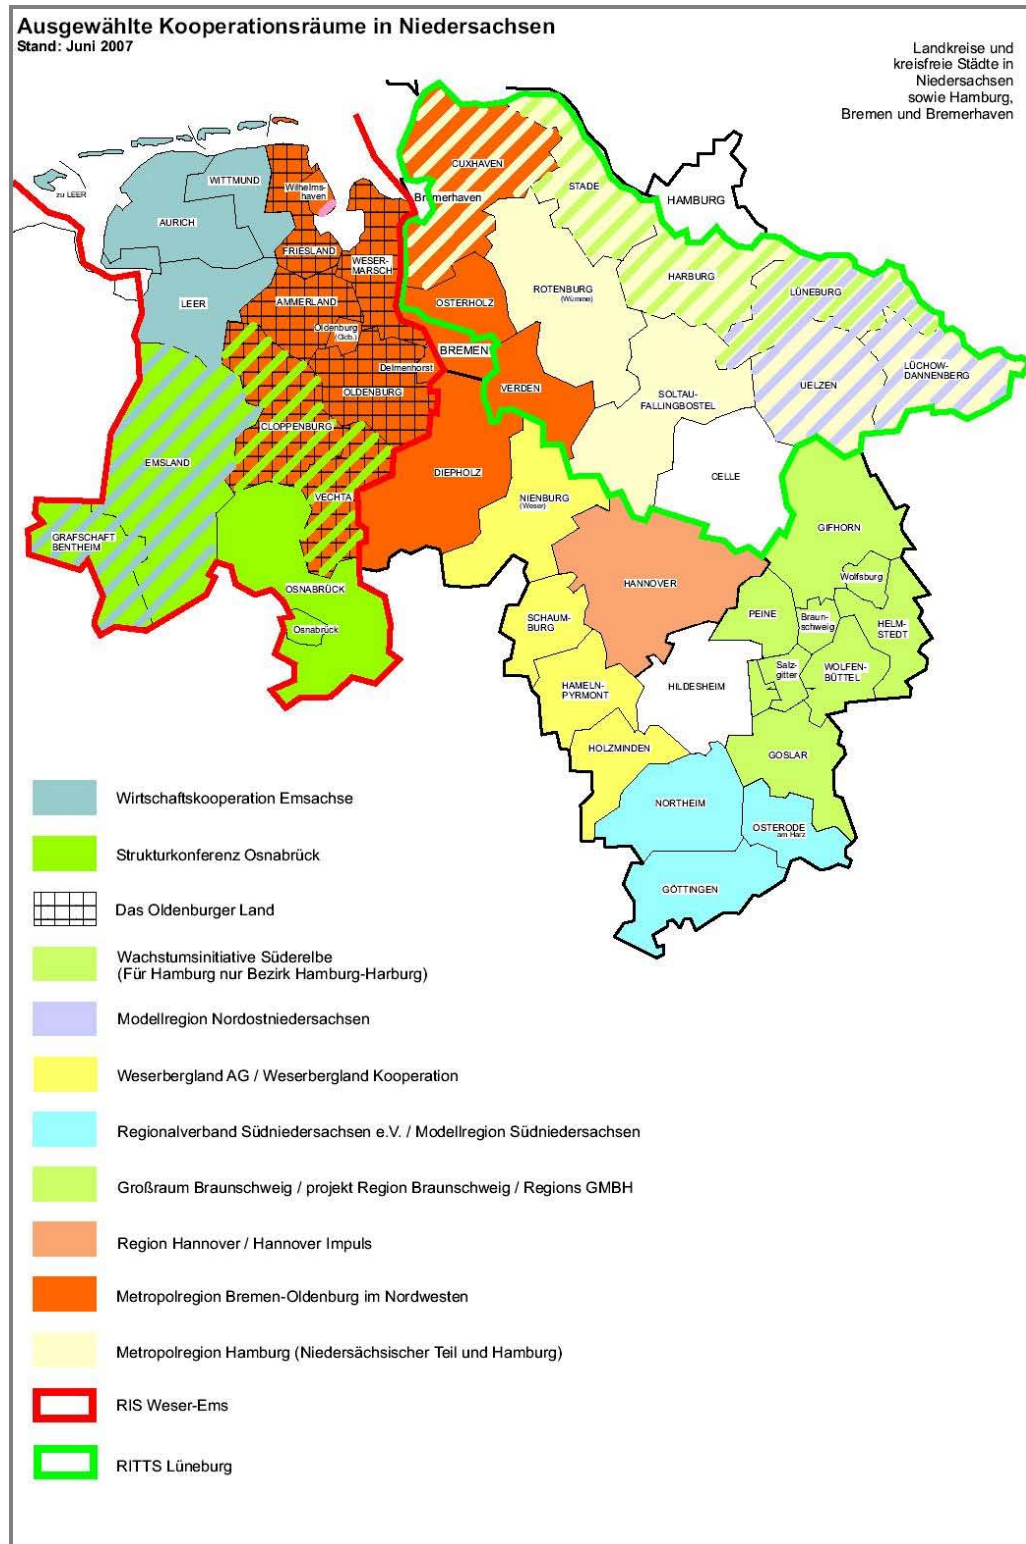 Ausgewählte Kooperationsräume in Niedersachsen
Stand: Juni 2007
Landkreise und
kreisfreie Städte in
Niedersachsen
sowie Hamburg,
Bremen und Bremerhaven
CUXHAVEN
WITTMUND
Wilhelms-
haven
zu LEER
Bremerhaven
STADE
HAMBURG
AURICH
FRIESLAND
WESER-
MARSCH
HARBURG
ROTENBURG
(Wümme)
LÜNEBURG
LEER
AMMERLAND
OSTERHOLZ
Oldenburg
(Oldb.)
BREMEN
Delmenhorst
LÜCHOW-
DANNENBERG
OLDENBURG
VERDEN
SOLTAU-
FALLINGBOSTEL
UELZEN
CLOPPENBURG
EMSLAND
DIEPHOLZ
CELLE
VECHTA
NIENBURG
(Weser)
GIFHORN
GRAFSCHAFT
BENTHEIM
HANNOVER
Wolfsburg
OSNABRÜCK
Osnabrück
SCHAUM-
BURG
PEINE
Braun-
schweig
HELM-
STEDT
Salz-
gitter
WOLFEN-
BÜTTEL
HAMELN-
PYRMONT
HILDESHEIM
HOLZMINDEN
GOSLAR
NORTHEIM
OSTERODE
am Harz
GÖTTINGEN
Wirtschaftskooperation Emsachse
Strukturkonferenz Osnabrück
Das Oldenburger Land
Wachstumsinitiative Süderelbe
(Für Hamburg nur Bezirk Hamburg-Harburg)
Modellregion Nordostniedersachsen
Weserbergland AG / Weserbergland Kooperation
Regionalverband Südniedersachsen e.V. / Modellregion Südniedersachsen
Großraum Braunschweig / projekt Region Braunschweig / Regions GMBH
Region Hannover / Hannover Impuls
Metropolregion Bremen-Oldenburg im Nordwesten
Metropolregion Hamburg (Niedersächsischer Teil und Hamburg)
RIS Weser-Ems
RITTS Lüneburg